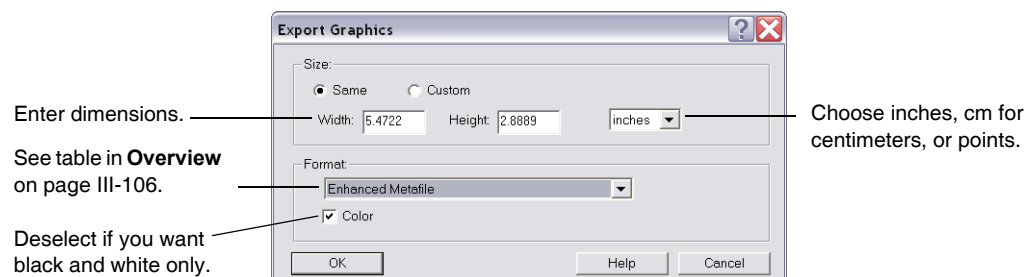 Export Graphics
Size:
Same Custom
Enter dimensions.
Width: 5.4722 Height: 2.8889 inches
Choose inches, cm for
centimeters, or points.
See table in Overview
on page III-106.
Format:
Enhanced Metafile
Color
Deselect if you want
black and white only.
OK Help Cancel